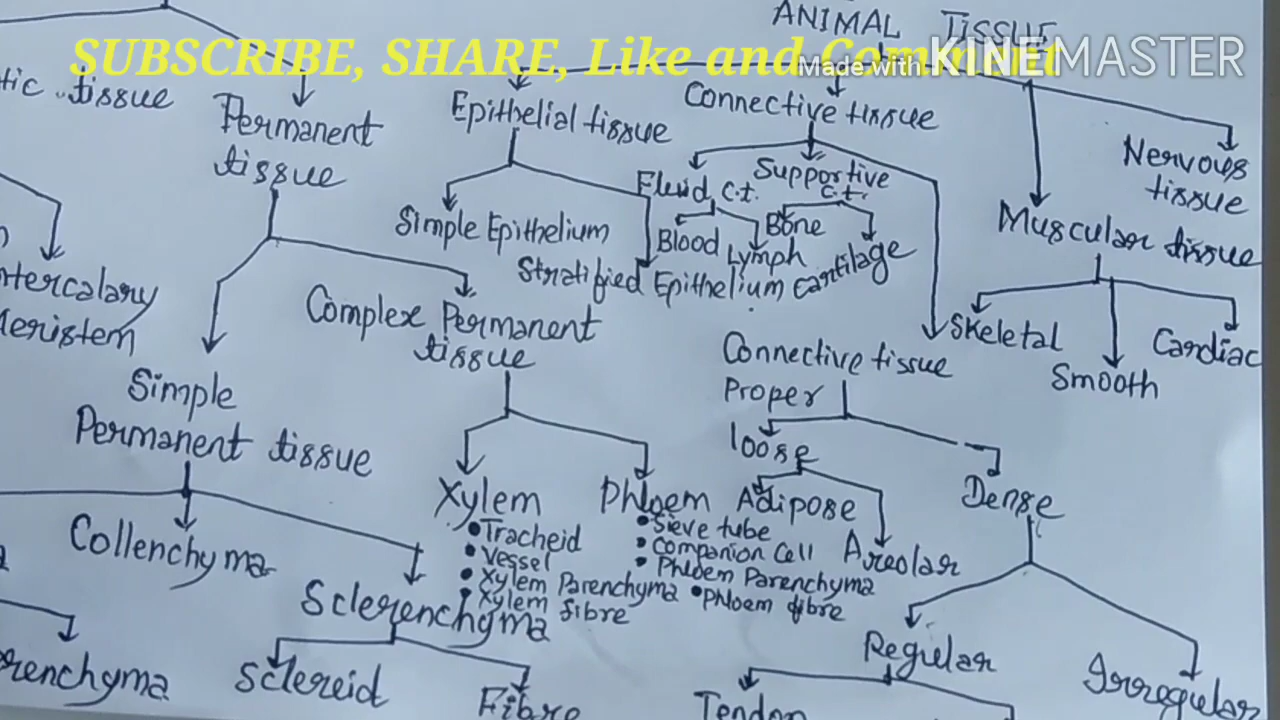 ANIMAL TISSUE
SUBSCRIBE, SHARE, Like and Comment
Made with KINEMASTER
tic tissue
Permanent
tissue
Epithelial tissue
Connective tissue
Nervous
tissue
Muscular tissue
Simple Epithelium
Stratified Epithelium
Fluid c.t.
Supportive
c.t.
Blood
Lymph
Bone
Cartilage
Skeletal
Smooth
Cardiac
ntercalary
Meristem
Complex Permanent
tissue
Connective tissue
Proper
Simple
Permanent tissue
loose
Dense
Xylem
• Tracheid
• Vessel
• Xylem Parenchyma
• Xylem fibre
Phloem
• Sieve tube
• Companion Cell
• Phloem Parenchyma
• Phloem fibre
Adipose
Areolar
Collenchyma
Sclerenchyma
Regular
Irregular
renchyma
Sclereid
Fibre
Tendon